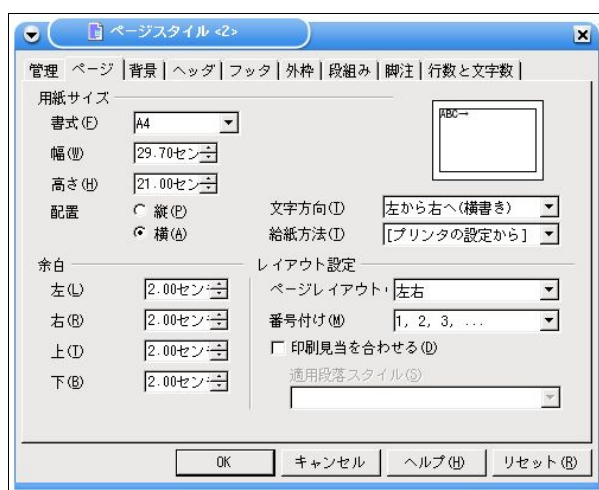 ページスタイル <2>
管理 ページ 背景 ヘッダ フッタ 外枠 段組み 脚注 行数と文字数
用紙サイズ
書式(F) A4
ABC→
幅(W) 29.70セン
高さ(H) 21.00セン
配置 縦(P) 文字方向(T) 左から右へ(横書き)
横(A) 給紙方法(T) [プリンタの設定から]
余白 レイアウト設定
左(L) 2.00セン ページレイアウト 左右
右(R) 2.00セン 番号付け(M) 1, 2, 3, ...
上(T) 2.00セン 印刷見当を合わせる(D)
下(B) 2.00セン 適用段落スタイル(S)
OK キャンセル ヘルプ(H) リセット(R)